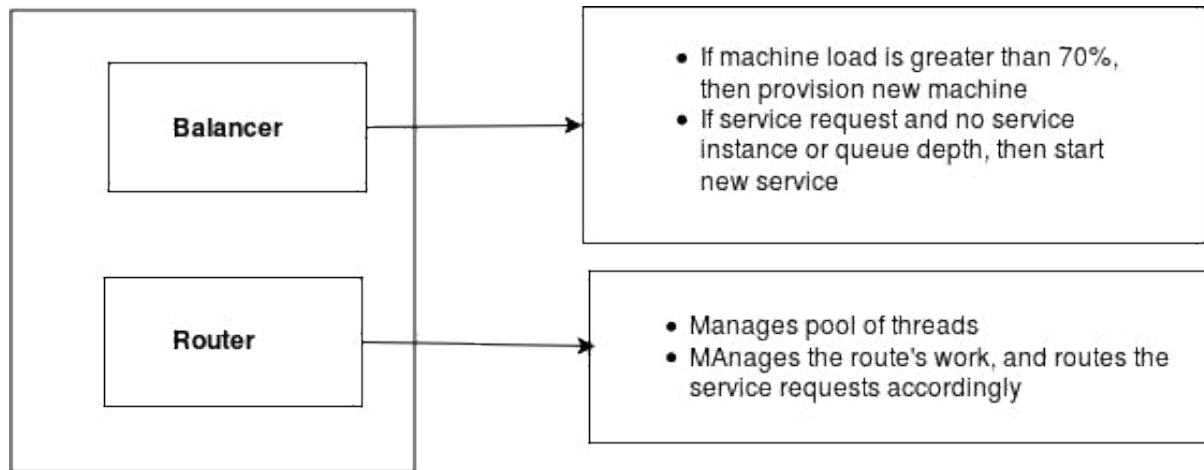 Balancer
• If machine load is greater than 70%,
then provision new machine
• If service request and no service
instance or queue depth, then start
new service
Router
• Manages pool of threads
• MAnages the route's work, and routes the
service requests accordingly